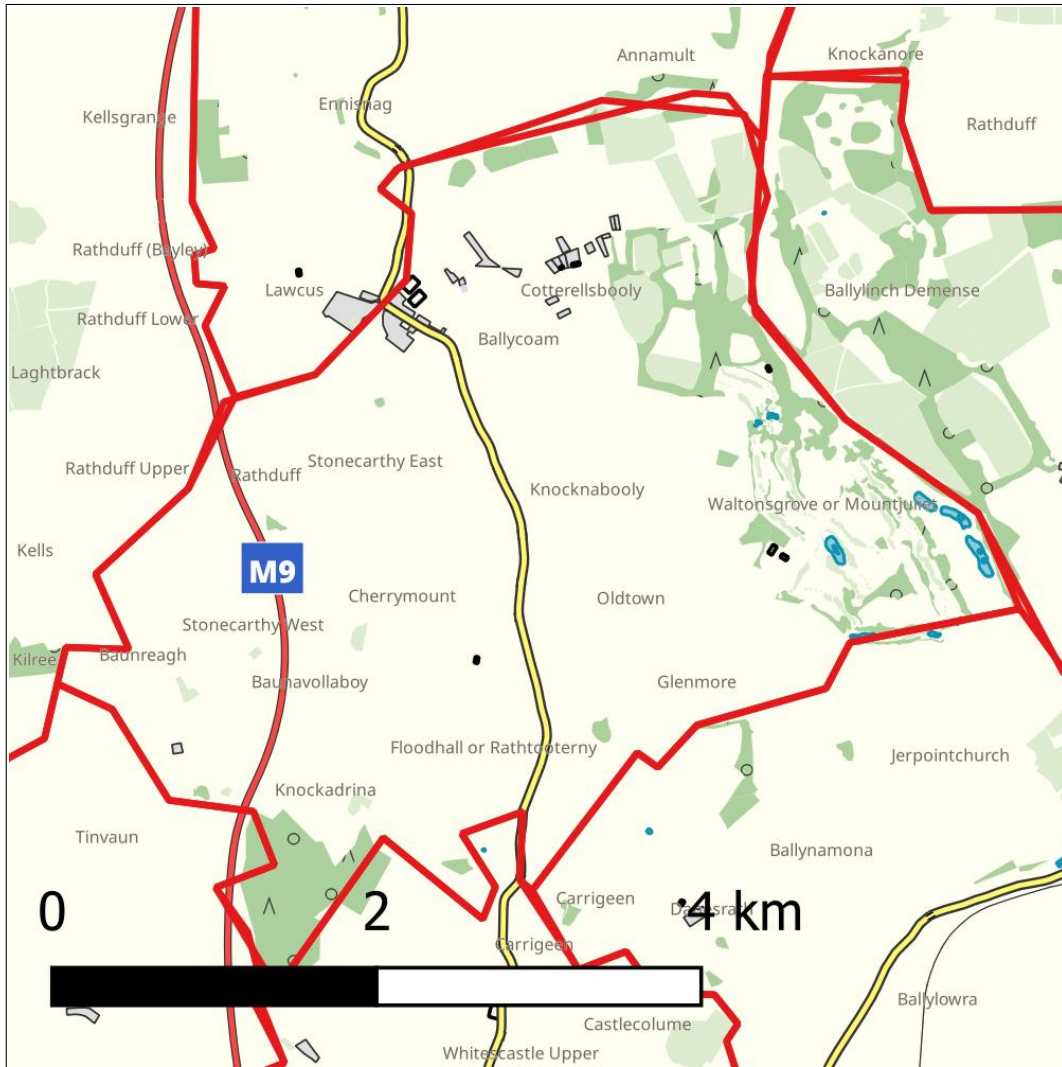 Annamult
Knockanore
Ennisnag
Kellsgrange
Rathduff
Rathduff (Bayley)
Lawcus
Cotterellsbooly
Ballylinch Demense
Rathduff Lower
Ballycoam
Laghtbrack
Stonecarthy East
Rathduff Upper
Rathduff
Knocknabooly
Waltonsgrove or Mountjuliet
Kells
M9
Cherrymount
Oldtown
Stonecarthy West
Kilree
Baunreagh
Baunavollaboy
Glenmore
Floodhall or Rathtooterny
Jerpointchurch
Knockadrina
Tinvaun
Ballynamona
Carrigeen
0 2 4 km
Carrigeen
Ballylowra
Castlecolume
Whitescastle Upper